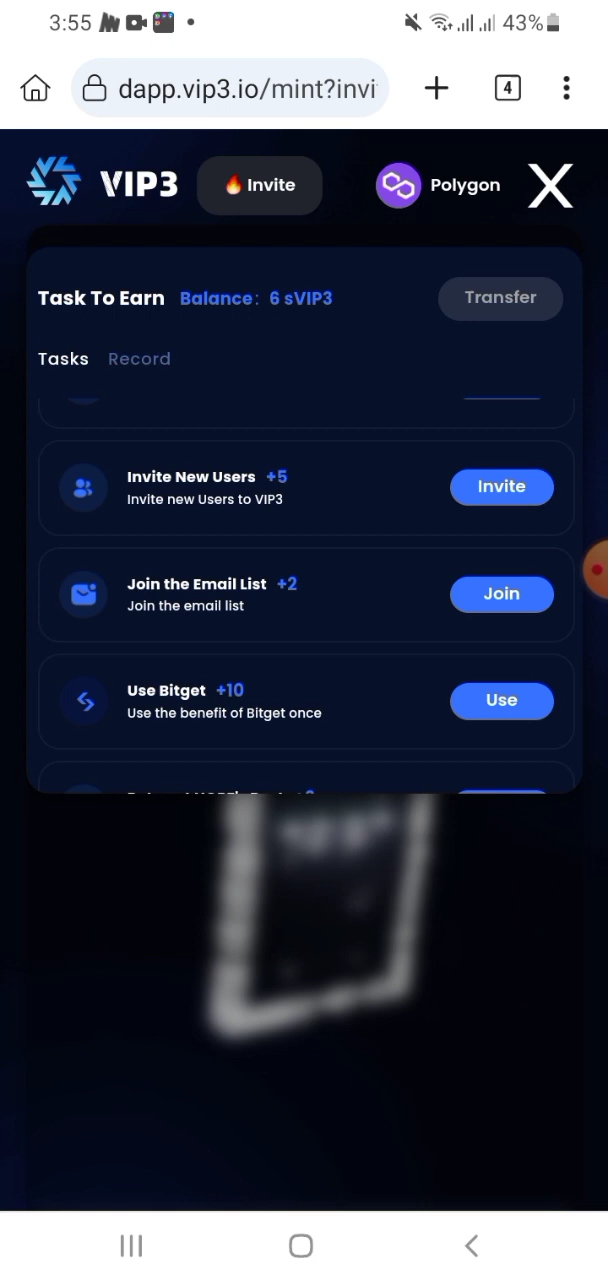 3:55
43%
dapp.vip3.io/mint?invi
4
VIP3
🔥 Invite
Polygon
Task To Earn Balance: 6 sVIP3
Transfer
Tasks Record
Invite New Users +5
Invite new Users to VIP3
Invite
Join the Email List +2
Join the email list
Join
Use Bitget +10
Use the benefit of Bitget once
Use